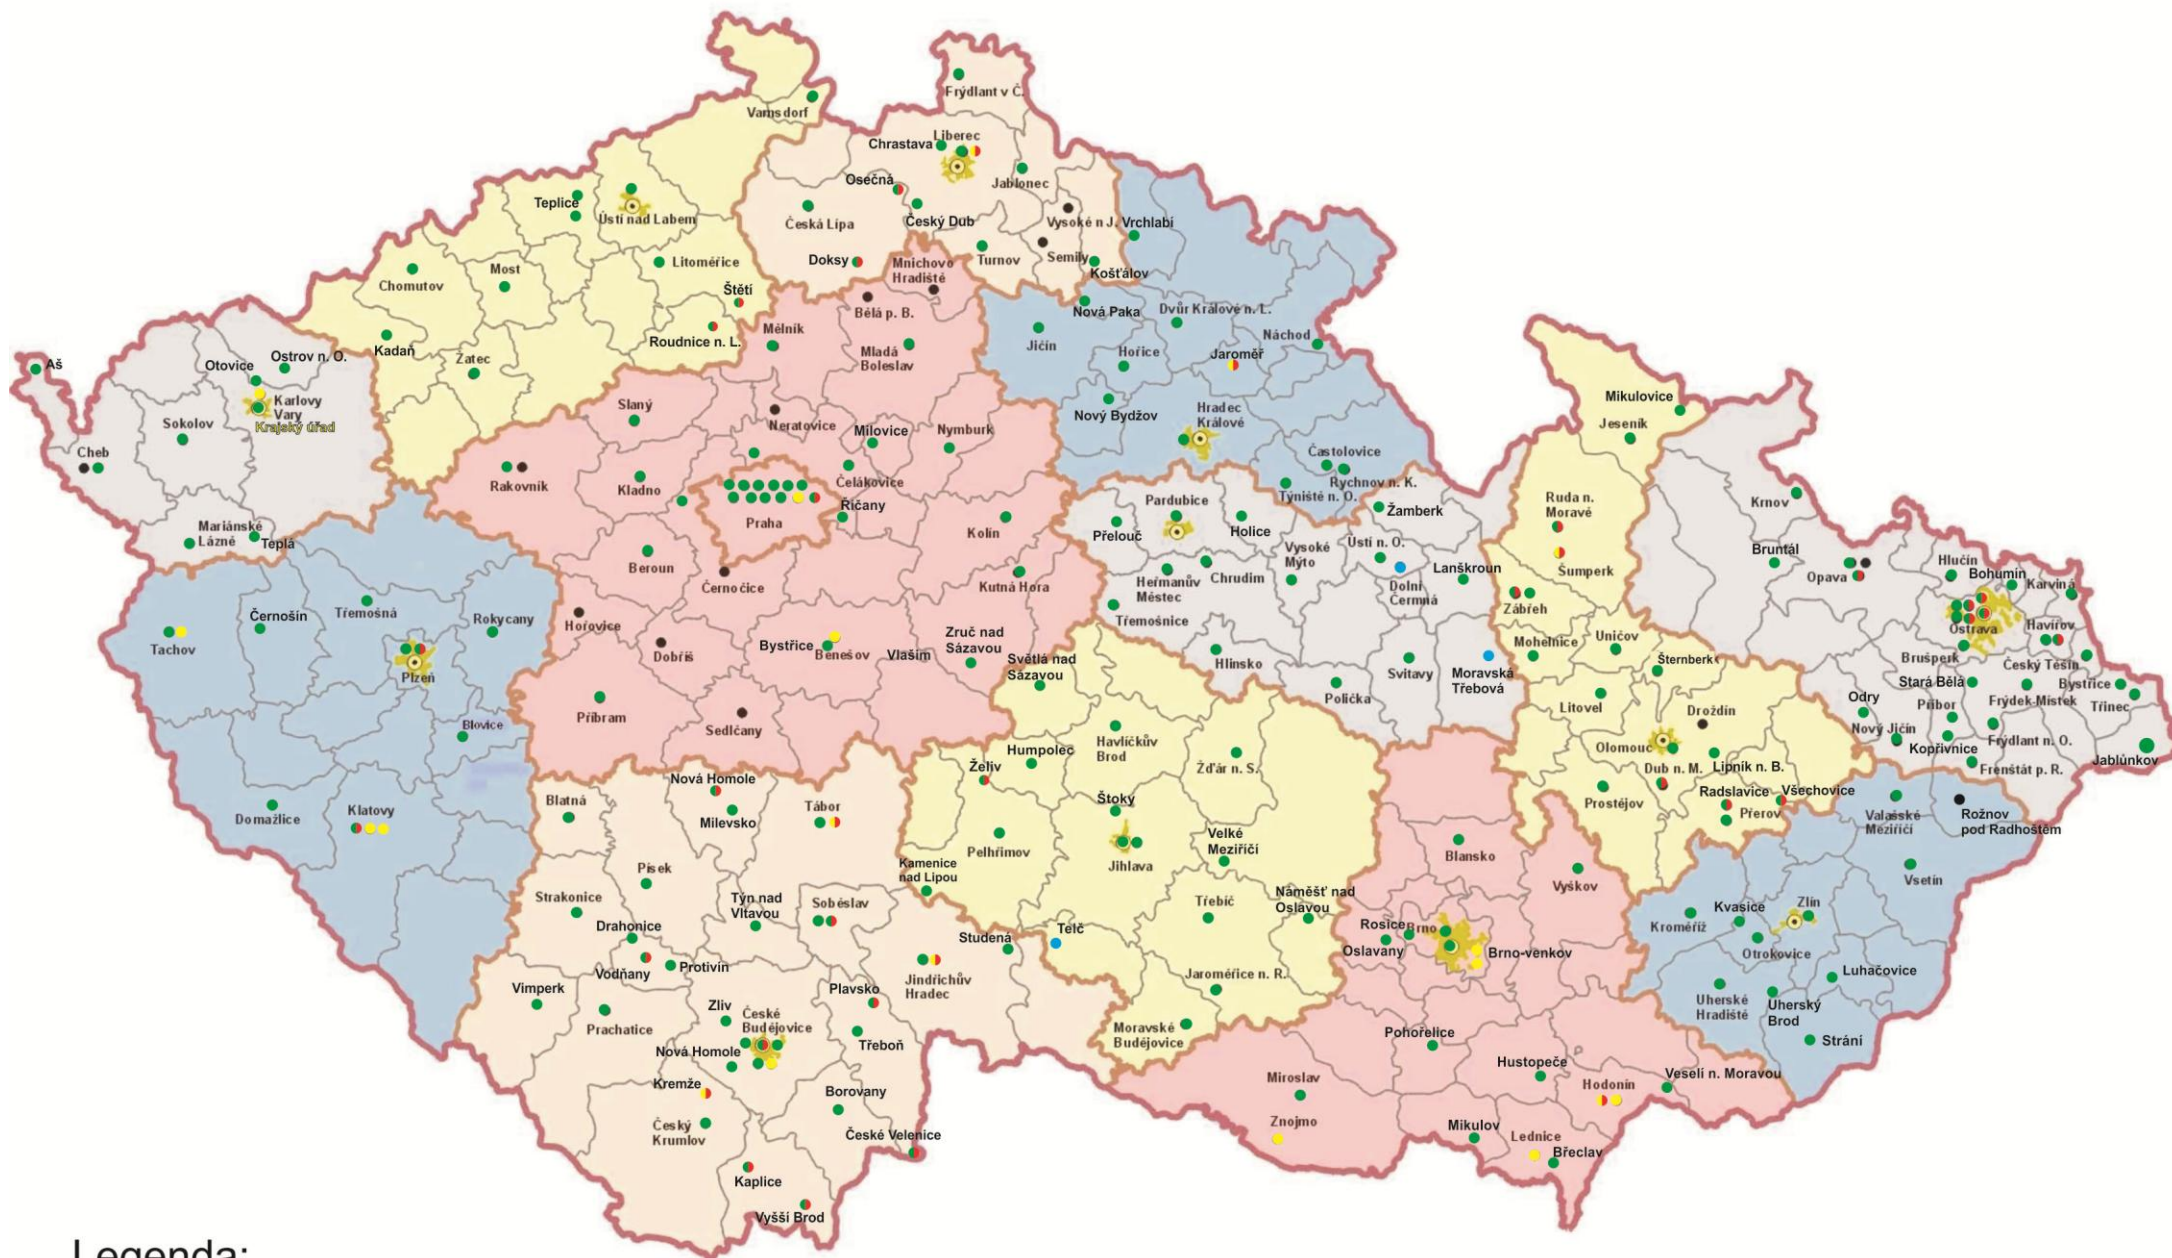 Varnsdorf
Frýdlant v Č.
Liberec
Chrastava
Jablonec
Osečná
Český Dub
Česká Lípa
Vysoké n J.
Vrchlabí
Semily
Turnov
Košťálov
Doksy
Teplice
Ústí nad Labem
Litoměřice
Most
Chomutov
Štětí
Roudnice n. L.
Kadaň
Žatec
Mnichovo
Hradiště
Bělá p. B.
Mělník
Mladá
Boleslav
Nová Paka
Dvůr Králové n. L.
Náchod
Jičín
Hořice
Jaroměř
Nový Bydžov
Hradec
Králové
Častolovice
Rychnov n. K.
Týniště n. O.
Aš
Otovice
Ostrov n. O.
Karlovy
Vary
Krajský úřad
Sokolov
Cheb
Mariánské
Lázně
Teplá
Slaný
Neratovice
Milovice
Nymburk
Rakovník
Kladno
Čelákovice
Říčany
Praha
Kolín
Beroun
Černočice
Kutná Hora
Hořovice
Dobříš
Bystřice
Benešov
Vlašim
Zruč nad
Sázavou
Příbram
Sedlčany
Pardubice
Přelouč
Holice
Žamberk
Vysoké
Mýto
Ústí n. O.
Heřmanův
Městec
Chrudim
Dolní
Čermná
Lanškroun
Třemošnice
Hlinsko
Polička
Svitavy
Moravská
Třebová
Mikulovice
Jeseník
Ruda n.
Moravě
Šumperk
Zábřeh
Mohelnice
Uničov
Šternberk
Litovel
Droždín
Olomouc
Dub n. M.
Lipník n. B.
Prostějov
Radslavice
Všechovice
Přerov
Krnov
Bruntál
Opava
Hlučín
Bohumín
Karviná
Ostrava
Havířov
Brušperk
Český Těšín
Stará Bělá
Bystřice
Odry
Příbor
Frýdek-Místek
Třinec
Nový Jičín
Kopřivnice
Frýdlant n. O.
Frenštát p. R.
Jablůnkov
Tachov
Černošín
Třemošná
Rokycany
Plzeň
Blovice
Domažlice
Klatovy
Světlá nad
Sázavou
Humpolec
Havlíčkův
Brod
Želiv
Žďár n. S.
Štoky
Pelhřimov
Jihlava
Velké
Meziříčí
Kamenice
nad Lipou
Třebíč
Náměšť nad
Oslavou
Telč
Jaroměřice n. R.
Moravské
Budějovice
Nová Homole
Blatná
Tábor
Milevsko
Písek
Strakonice
Týn nad
Vltavou
Soběslav
Drahonice
Vodňany
Protivín
Studená
Jindřichův
Hradec
Vimperk
Prachatice
Zliv
Plavsko
České
Budějovice
Třeboň
Nová Homole
Kremže
Borovany
Český
Krumlov
České Velenice
Kaplice
Vyšší Brod
Blansko
Vyškov
Rosice
Brno
Oslavany
Brno-venkov
Pohořelice
Hustopeče
Miroslav
Hodonín
Veselí n. Moravou
Znojmo
Mikulov
Lednice
Břeclav
Valašské
Meziříčí
Rožnov
pod Radhoštěm
Vsetín
Kroměříž
Kvasice
Zlín
Otrokovice
Luhačovice
Uherské
Hradiště
Uherský
Brod
Strání
Legenda: